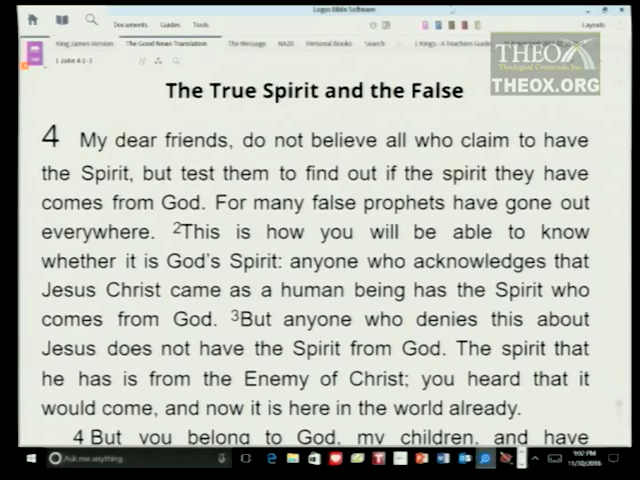 Logos Bible Software
Documents Guides Tools
Layouts
King James Version The Good News Translation The Message NA28 Personal Books Search 1 Kings - A Teachers Guide
1 John 4:1-1
THEOX
Theological Crossroads, Inc.
THEOX.ORG
The True Spirit and the False
4 My dear friends, do not believe all who claim to have
the Spirit, but test them to find out if the spirit they have
comes from God. For many false prophets have gone out
everywhere. 2This is how you will be able to know
whether it is God's Spirit: anyone who acknowledges that
Jesus Christ came as a human being has the Spirit who
comes from God. 3But anyone who denies this about
Jesus does not have the Spirit from God. The spirit that
he has is from the Enemy of Christ; you heard that it
would come, and now it is here in the world already.
4 But you belong to God, my children, and have
Ask me anything
9:02 PM
11/10/2016